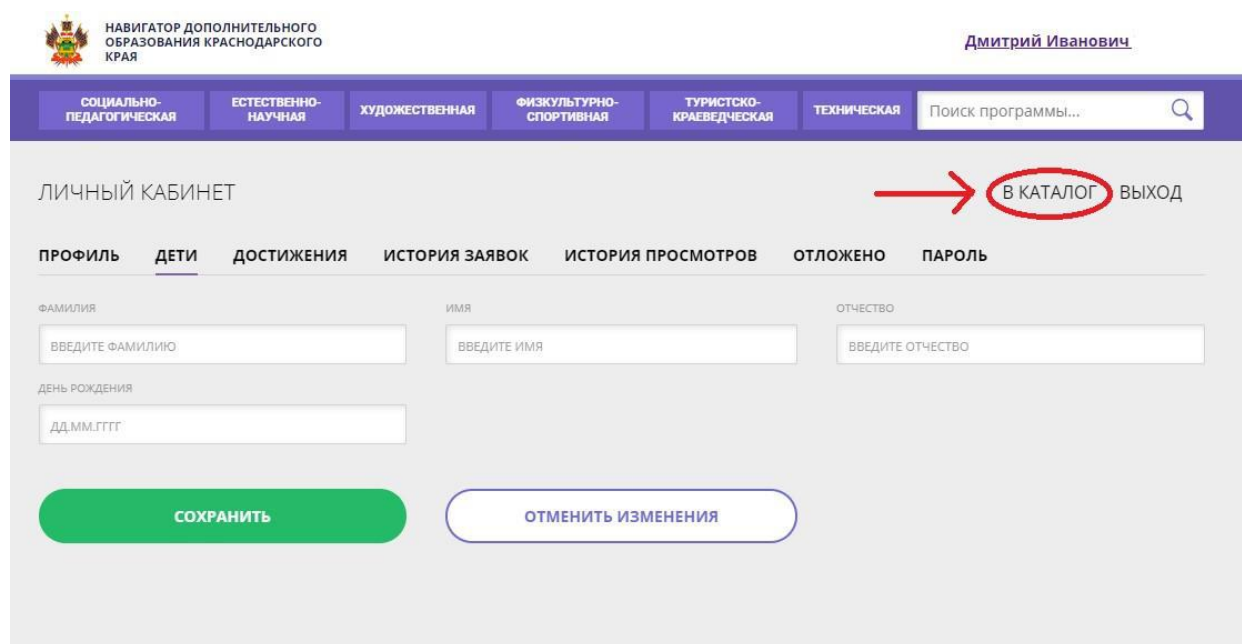 НАВИГАТОР ДОПОЛНИТЕЛЬНОГО
ОБРАЗОВАНИЯ КРАСНОДАРСКОГО
КРАЯ
Дмитрий Иванович
СОЦИАЛЬНО-
ПЕДАГОГИЧЕСКАЯ
ЕСТЕСТВЕННО-
НАУЧНАЯ
ХУДОЖЕСТВЕННАЯ
ФИЗКУЛЬТУРНО-
СПОРТИВНАЯ
ТУРИСТСКО-
КРАЕВЕДЧЕСКАЯ
ТЕХНИЧЕСКАЯ
Поиск программы...
ЛИЧНЫЙ КАБИНЕТ
В КАТАЛОГ ВЫХОД
ПРОФИЛЬ ДЕТИ ДОСТИЖЕНИЯ ИСТОРИЯ ЗАЯВОК ИСТОРИЯ ПРОСМОТРОВ ОТЛОЖЕНО ПАРОЛЬ
ФАМИЛИЯ ИМЯ ОТЧЕСТВО
ВВЕДИТЕ ФАМИЛИЮ ВВЕДИТЕ ИМЯ ВВЕДИТЕ ОТЧЕСТВО
ДЕНЬ РОЖДЕНИЯ
ДД.ММ.ГГГГ
СОХРАНИТЬ ОТМЕНИТЬ ИЗМЕНЕНИЯ